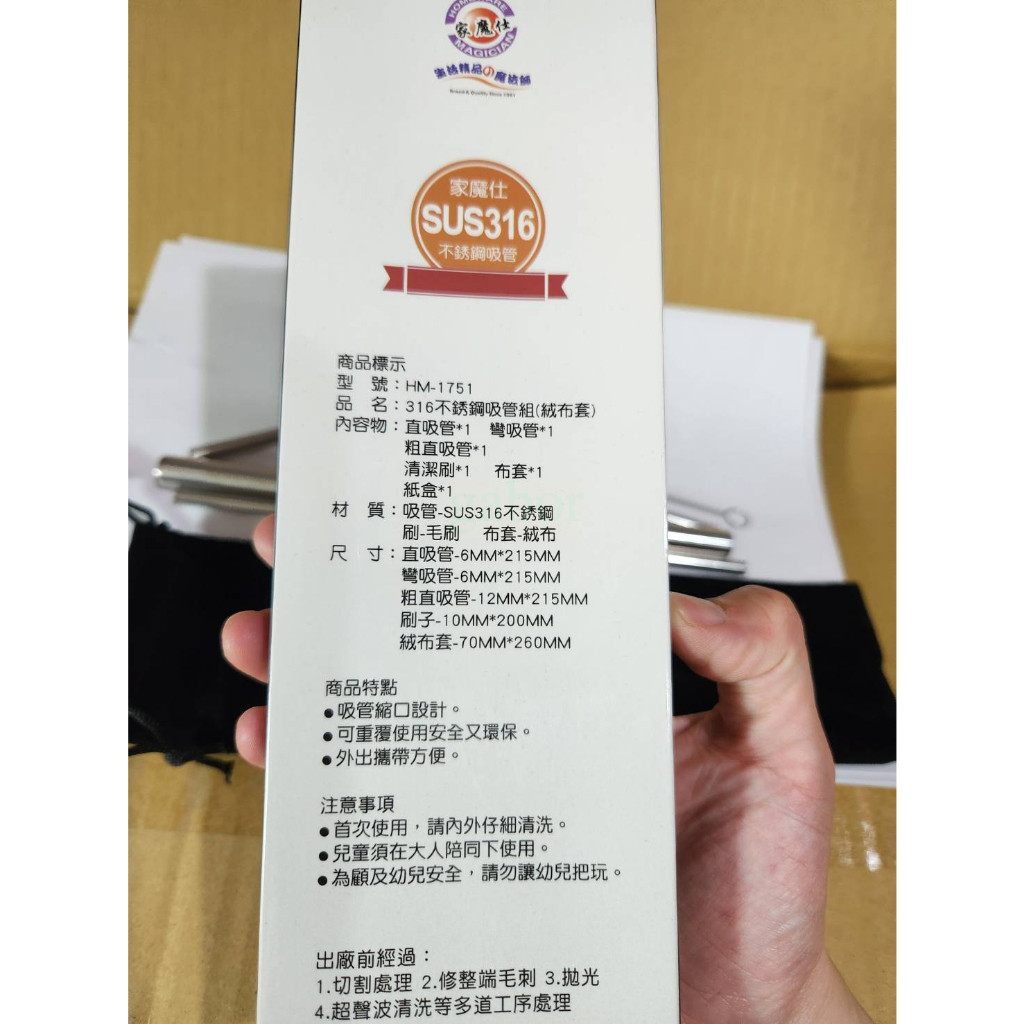 HOMEWARE
家魔仕
MAGICIAN
生活精品の魔法師
家魔仕
SUS316
不銹鋼吸管
商品標示
型 號：HM-1751
品 名：316不銹鋼吸管組(絨布套)
內容物：直吸管*1 彎吸管*1
粗直吸管*1
清潔刷*1 布套*1
紙盒*1
材 質：吸管-SUS316不銹鋼
刷-毛刷 布套-絨布
尺 寸：直吸管-6MM*215MM
彎吸管-6MM*215MM
粗直吸管-12MM*215MM
刷子-10MM*200MM
絨布套-70MM*260MM
商品特點
●吸管縮口設計。
●可重覆使用安全又環保。
●外出攜帶方便。
注意事項
●首次使用，請內外仔細清洗。
●兒童須在大人陪同下使用。
●為顧及幼兒安全，請勿讓幼兒把玩。
出廠前經過：
1.切割處理 2.修整端毛刺 3.拋光
4.超聲波清洗等多道工序處理